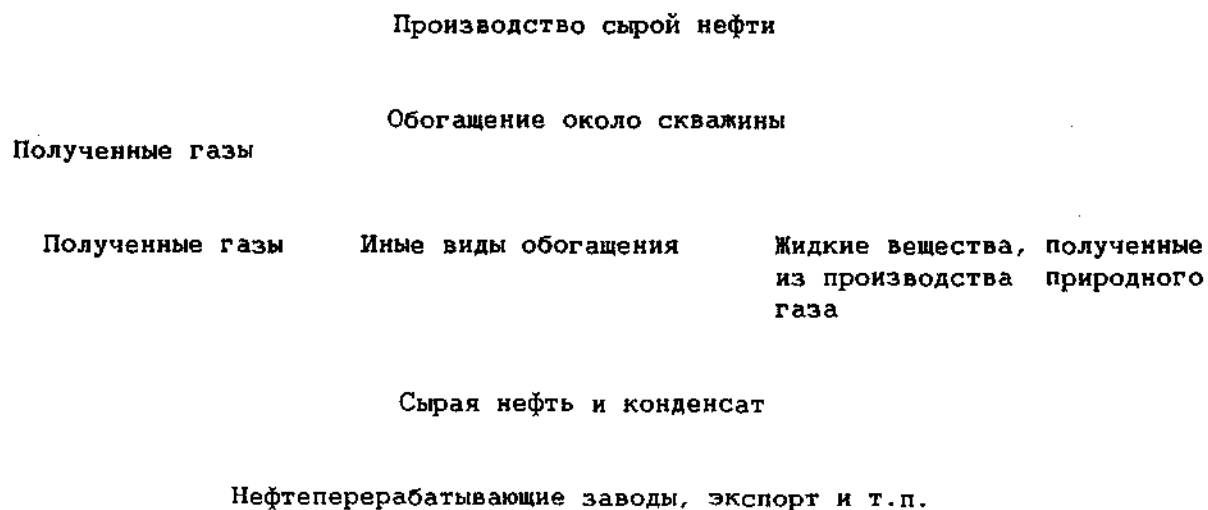 Производство сырой нефти
Обогащение около скважины
Полученные газы
Полученные газы
Иные виды обогащения
Жидкие вещества, полученные
из производства природного
газа
Сырая нефть и конденсат
Нефтеперерабатывающие заводы, экспорт и т.п.